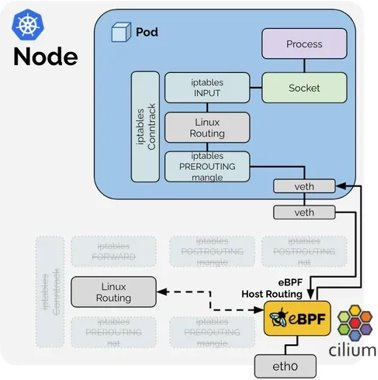 Node
Pod
Process
Socket
iptables
INPUT
iptables
Conntrack
Linux
Routing
iptables
PREROUTING
mangle
veth
veth
iptables
FORWARD
iptables
POSTROUTING
mangle
iptables
POSTROUTING
nat
iptables
Conntrack
eBPF
Host Routing
Linux
Routing
eBPF
iptables
PREROUTING
nat
iptables
PREROUTING
mangle
cilium
eth0